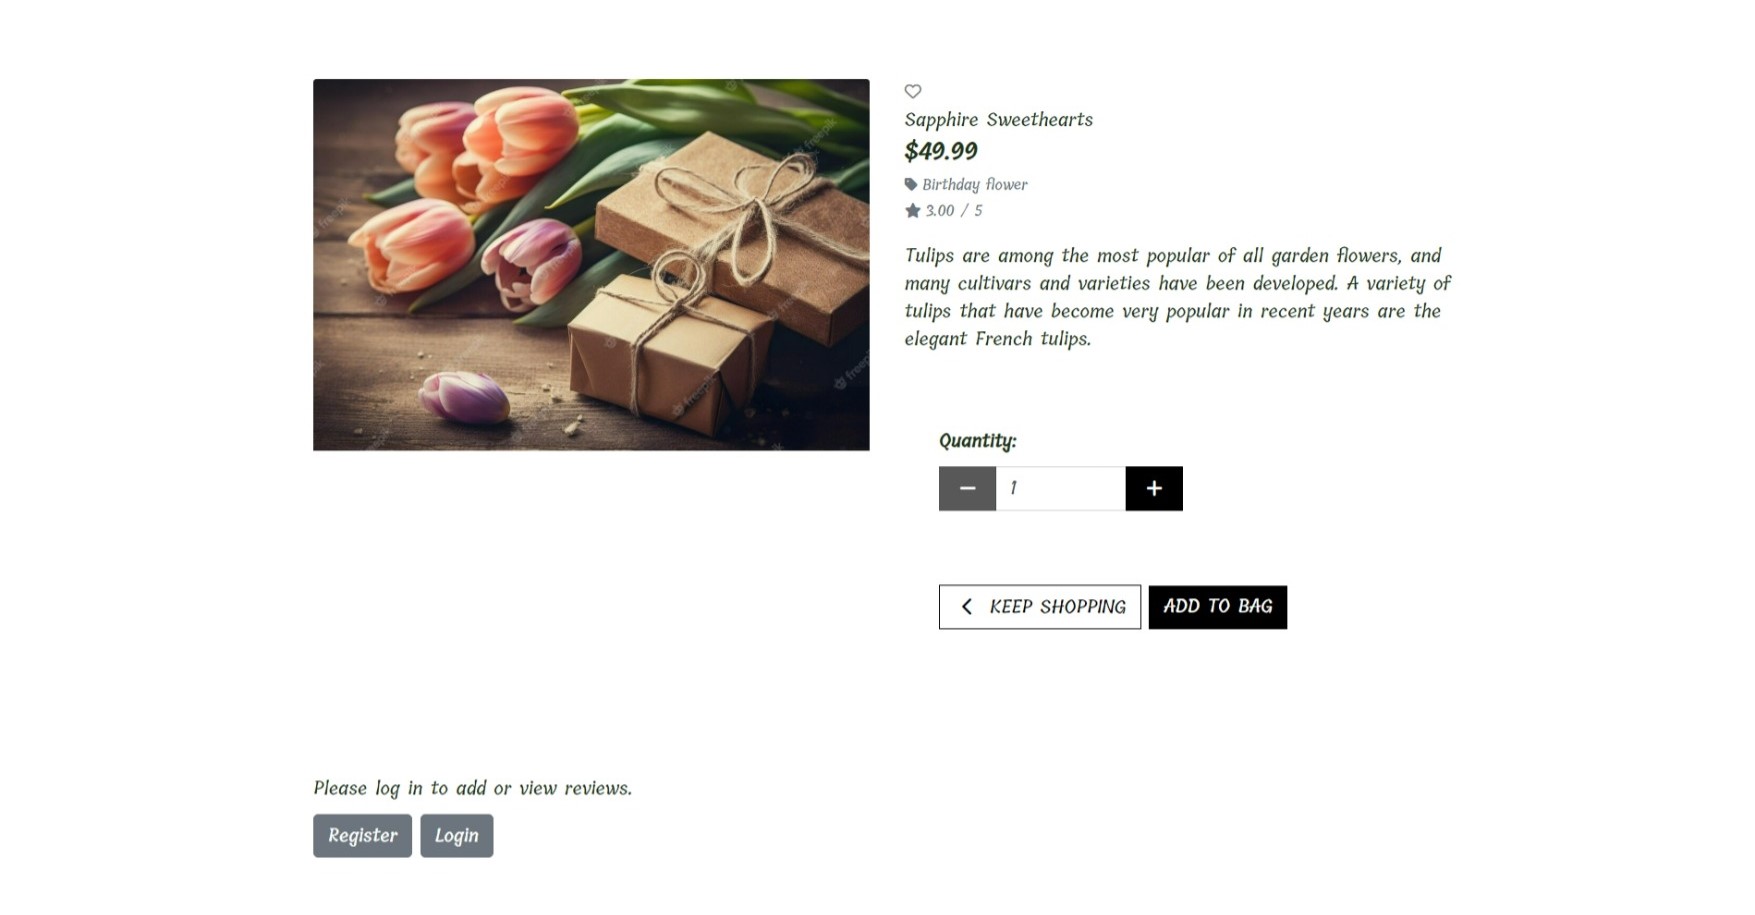 Sapphire Sweethearts
$49.99
Birthday flower
3.00 / 5
Tulips are among the most popular of all garden flowers, and
many cultivars and varieties have been developed. A variety of
tulips that have become very popular in recent years are the
elegant French tulips.
Quantity:
1
KEEP SHOPPING
ADD TO BAG
Please log in to add or view reviews.
Register
Login